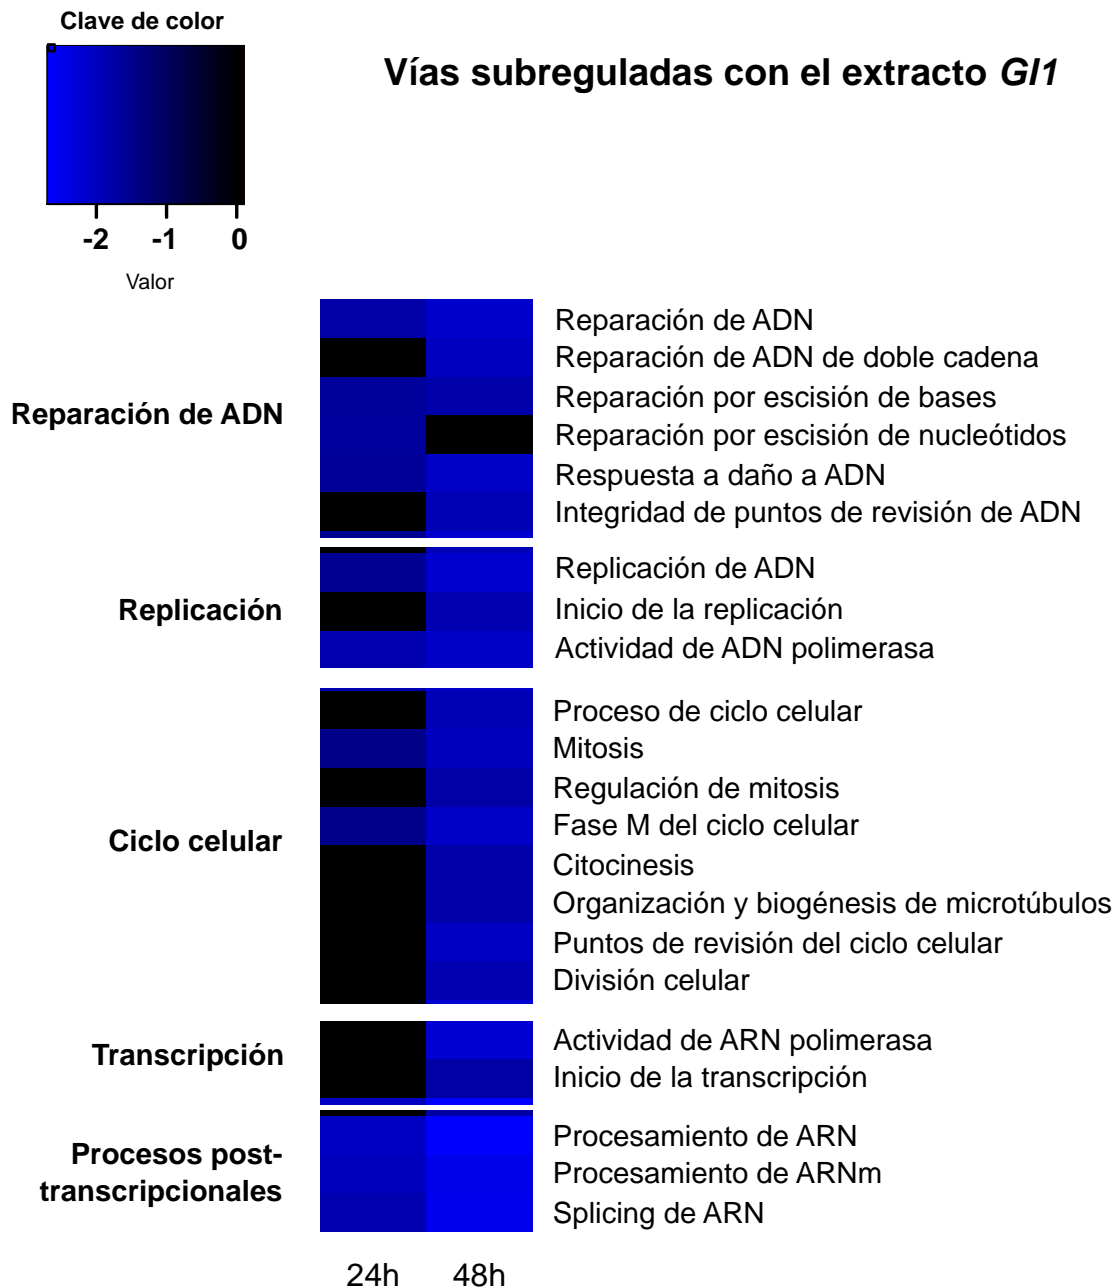 Clave de color
Vías subreguladas con el extracto Gl1
-2 -1 0
Valor
Reparación de ADN
Reparación de ADN
Reparación de ADN de doble cadena
Reparación por escisión de bases
Reparación por escisión de nucleótidos
Respuesta a daño a ADN
Integridad de puntos de revisión de ADN
Replicación
Replicación de ADN
Inicio de la replicación
Actividad de ADN polimerasa
Ciclo celular
Proceso de ciclo celular
Mitosis
Regulación de mitosis
Fase M del ciclo celular
Citocinesis
Organización y biogénesis de microtúbulos
Puntos de revisión del ciclo celular
División celular
Transcripción
Actividad de ARN polimerasa
Inicio de la transcripción
Procesos post-
transcripcionales
Procesamiento de ARN
Procesamiento de ARNm
Splicing de ARN
24h 48h